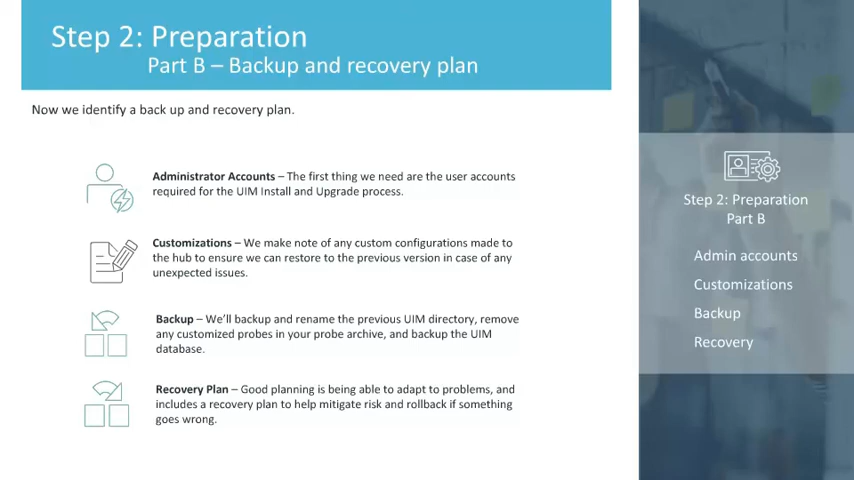 Step 2: Preparation
Part B – Backup and recovery plan
Now we identify a back up and recovery plan.
Administrator Accounts – The first thing we need are the user accounts
required for the UIM Install and Upgrade process.
Customizations – We make note of any custom configurations made to
the hub to ensure we can restore to the previous version in case of any
unexpected issues.
Backup – We’ll backup and rename the previous UIM directory, remove
any customized probes in your probe archive, and backup the UIM
database.
Recovery Plan – Good planning is being able to adapt to problems, and
includes a recovery plan to help mitigate risk and rollback if something
goes wrong.
Step 2: Preparation
Part B
Admin accounts
Customizations
Backup
Recovery